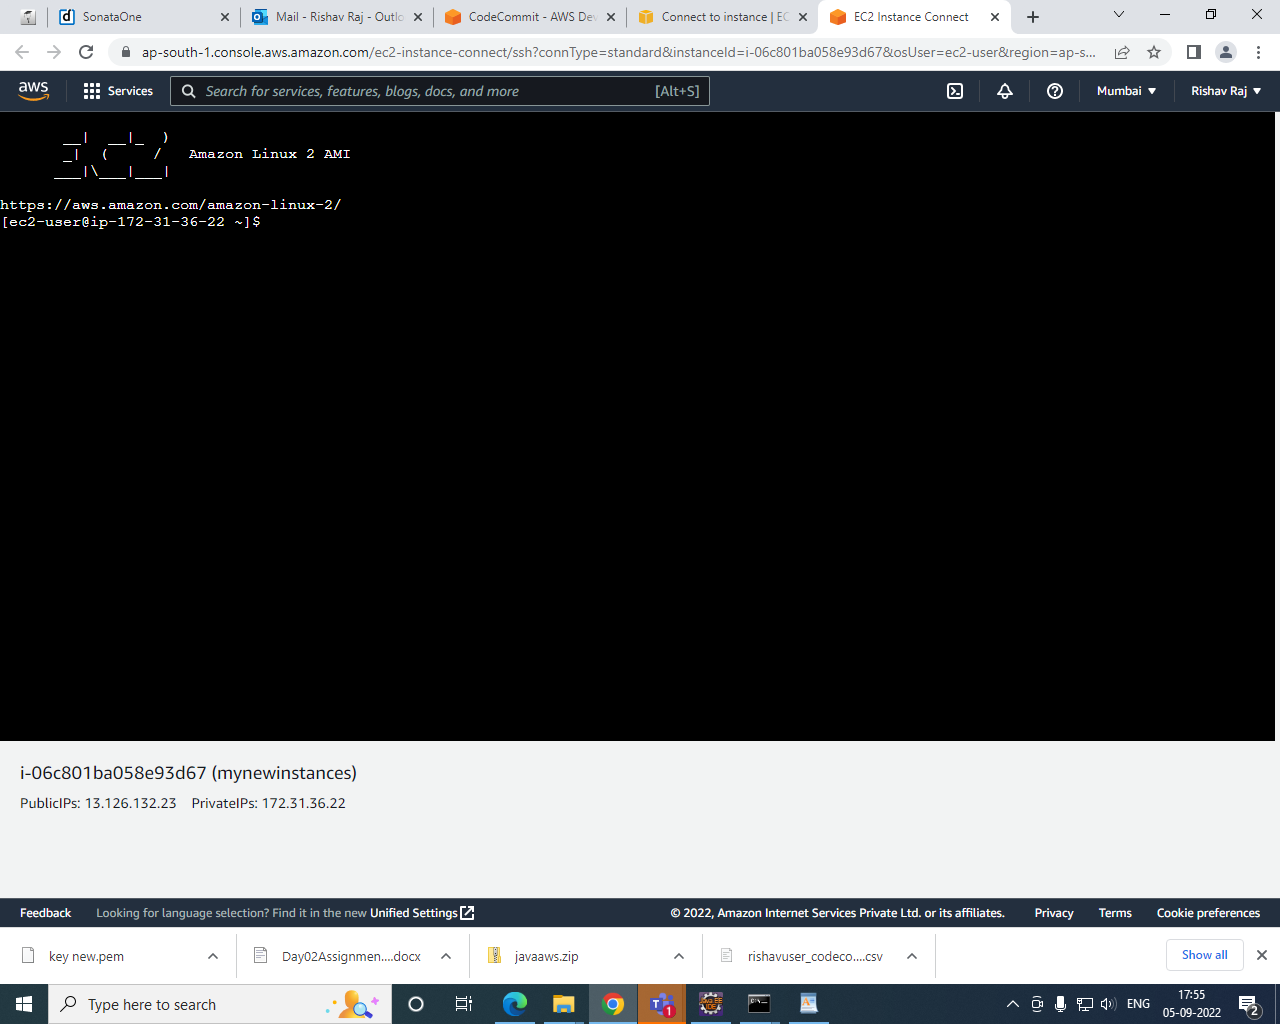 SonataOne
Mail - Rishav Raj - Outlo
CodeCommit - AWS Dev
Connect to instance | EC
EC2 Instance Connect
ap-south-1.console.aws.amazon.com/ec2-instance-connect/ssh?connType=standard&instanceId=i-06c801ba058e93d67&osUser=ec2-user&region=ap-s...
aws
Services
Search for services, features, blogs, docs, and more
[Alt+S]
Mumbai
Rishav Raj
__|  __|_  )
_|  (     /   Amazon Linux 2 AMI
___|\___|___|
https://aws.amazon.com/amazon-linux-2/
[ec2-user@ip-172-31-36-22 ~]$
i-06c801ba058e93d67 (mynewinstances)
PublicIPs: 13.126.132.23   PrivateIPs: 172.31.36.22
Feedback
Looking for language selection? Find it in the new Unified Settings
© 2022, Amazon Internet Services Private Ltd. or its affiliates.
Privacy
Terms
Cookie preferences
key new.pem
Day02Assignmen....docx
javaaws.zip
rishavuser_codeco....csv
Show all
Type here to search
1
ENG
17:55
05-09-2022
2